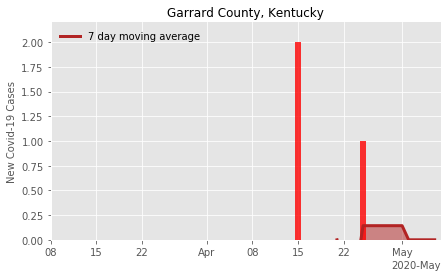 Garrard County, Kentucky
7 day moving average
New Covid-19 Cases
2.00
1.75
1.50
1.25
1.00
0.75
0.50
0.25
0.00
08 15 22 Apr 08 15 22 May
2020-May